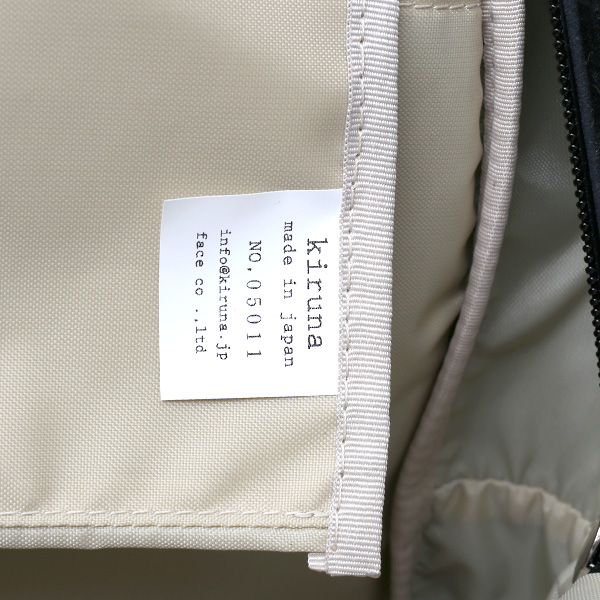 kiruna
made in japan
NO,05011
info@kiruna.jp
face co .,ltd